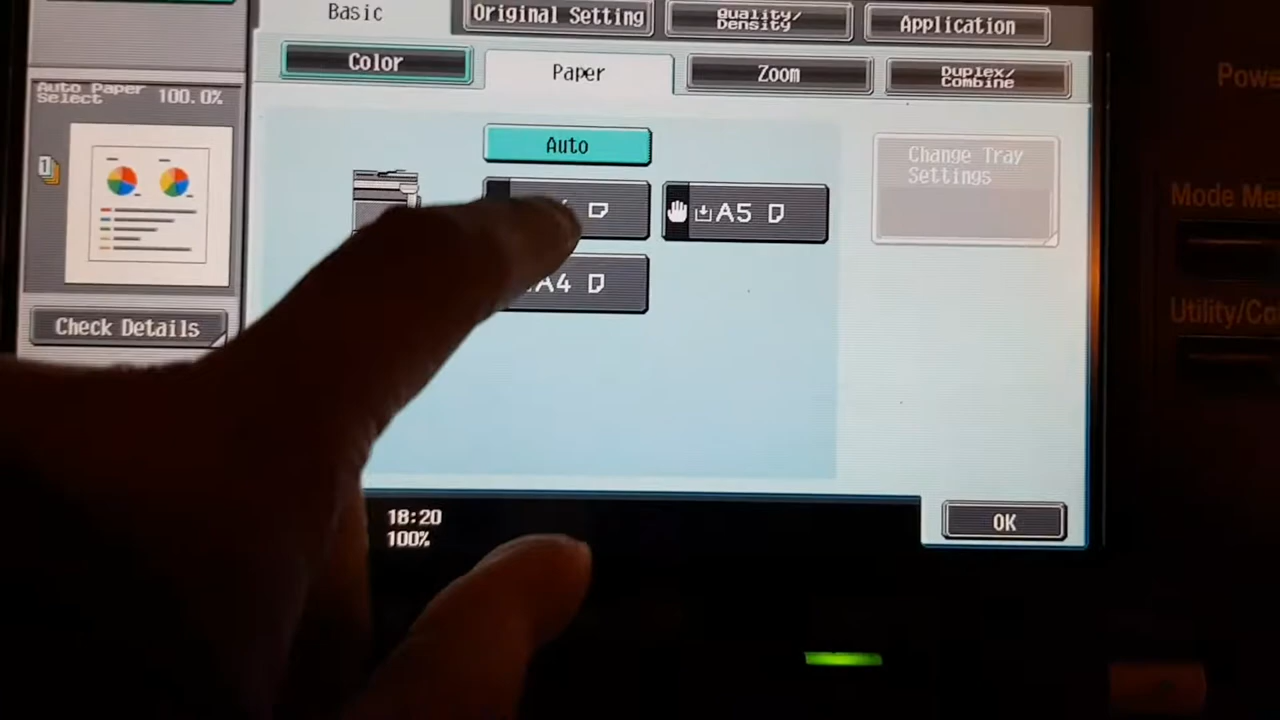 Basic
Original Setting
Quality/
Density
Application
Color
Paper
Zoom
Duplex/
Combine
Auto Paper
Select
100.0%
1
Auto
Change Tray
Settings
A5
A4
Check Details
18:20
100%
OK